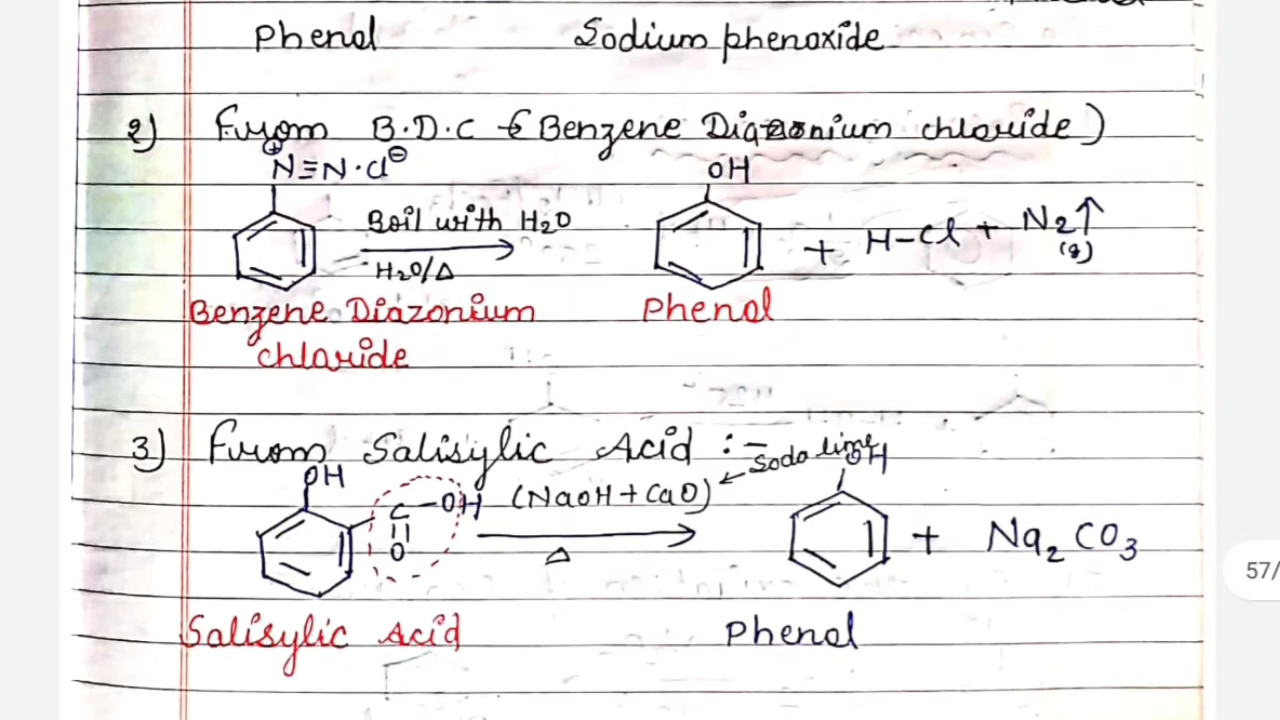 Phenol Sodium phenoxide
2) From B.D.C (Benzene Diazonium chloride)
N≡N·Cl⊖
⊕
OH
Boil with H2O
H2O/Δ
+ H-Cl + N2↑
(g)
Benzene Diazonium
chloride
Phenol
3) From Salisylic Acid :-
Soda lime
OH
C-OH
O
(NaOH + CaO)
Δ
OH
+ Na2CO3
Salisylic Acid
Phenol
57/